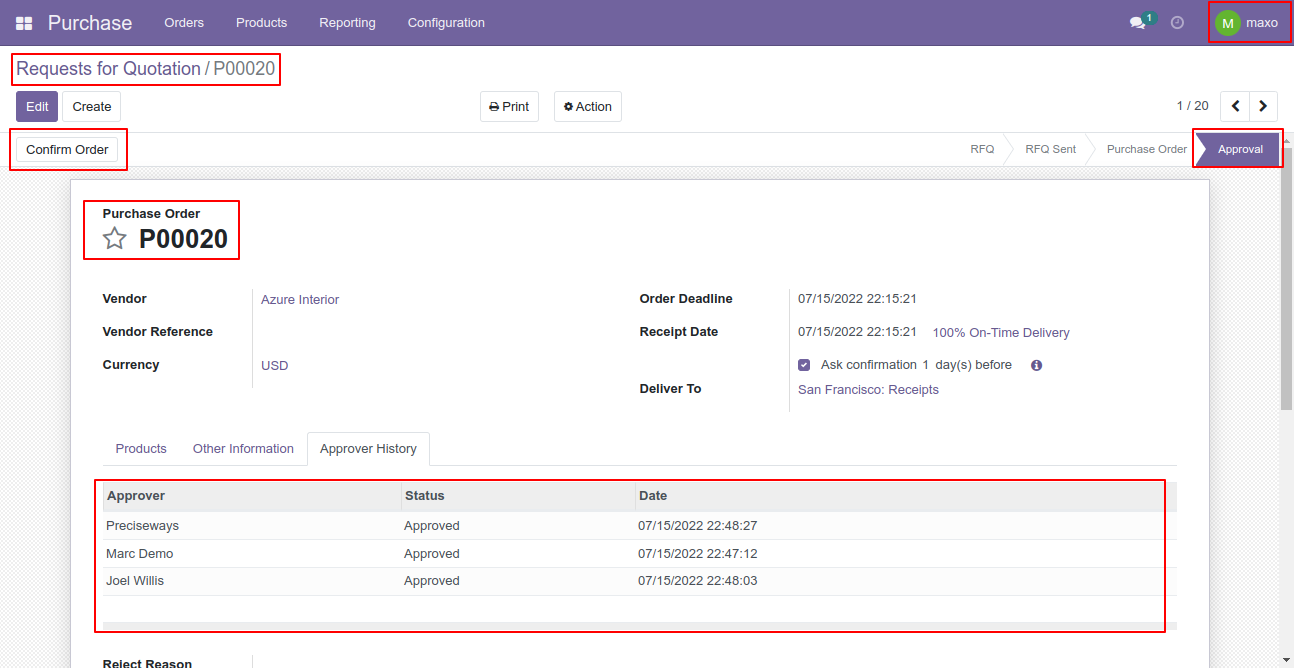 Purchase Orders Products Reporting Configuration 1 M maxo
Requests for Quotation / P00020
Edit Create Print Action 1 / 20
Confirm Order RFQ RFQ Sent Purchase Order Approval
Purchase Order
P00020
Vendor Azure Interior Order Deadline 07/15/2022 22:15:21
Vendor Reference Receipt Date 07/15/2022 22:15:21 100% On-Time Delivery
Currency USD Ask confirmation 1 day(s) before
Deliver To San Francisco: Receipts
Products Other Information Approver History
Approver Status Date
Preciseways Approved 07/15/2022 22:48:27
Marc Demo Approved 07/15/2022 22:47:12
Joel Willis Approved 07/15/2022 22:48:03
Reject Reason